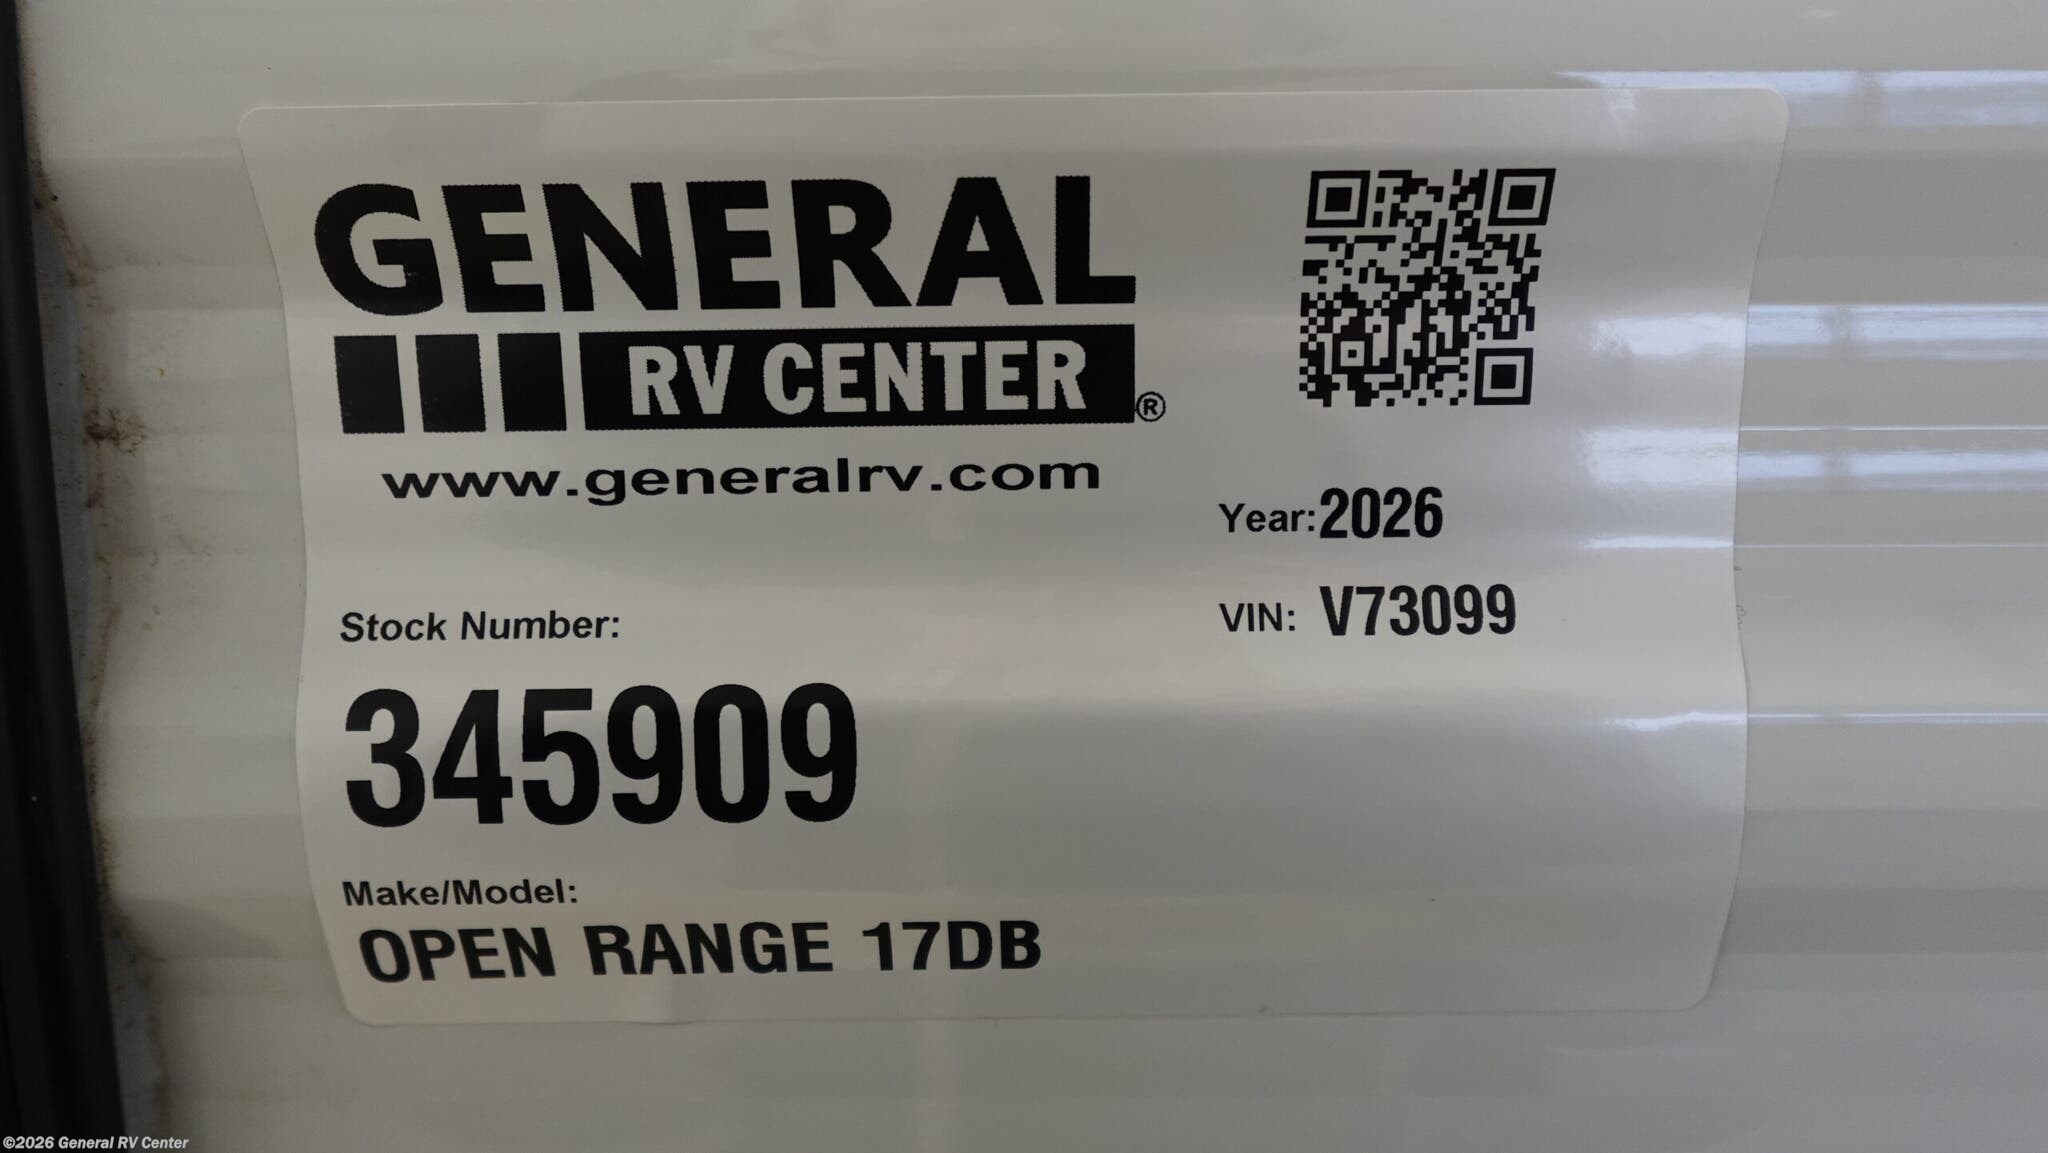 GENERAL
RV CENTER®
www.generalrv.com
Year: 2026
VIN: V73099
Stock Number:
345909
Make/Model:
OPEN RANGE 17DB
©2026 General RV Center